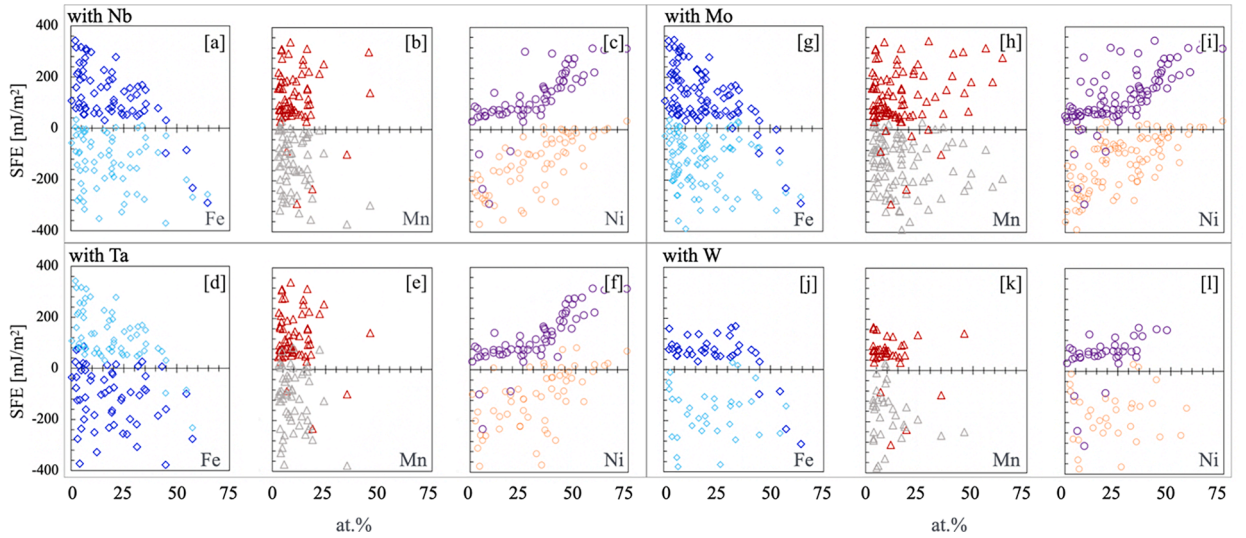 with Nb
with Mo
400
200
0
-200
-400
SFE [mJ/m²]
[a]
Fe
[b]
Mn
[c]
Ni
[g]
Fe
[h]
Mn
[i]
Ni
with Ta
with W
400
200
0
-200
-400
SFE [mJ/m²]
[d]
Fe
[e]
Mn
[f]
Ni
[j]
Fe
[k]
Mn
[l]
Ni
0 25 50 75 0 25 50 75 0 25 50 75 0 25 50 75 0 25 50 75 0 25 50 75
at.% at.%